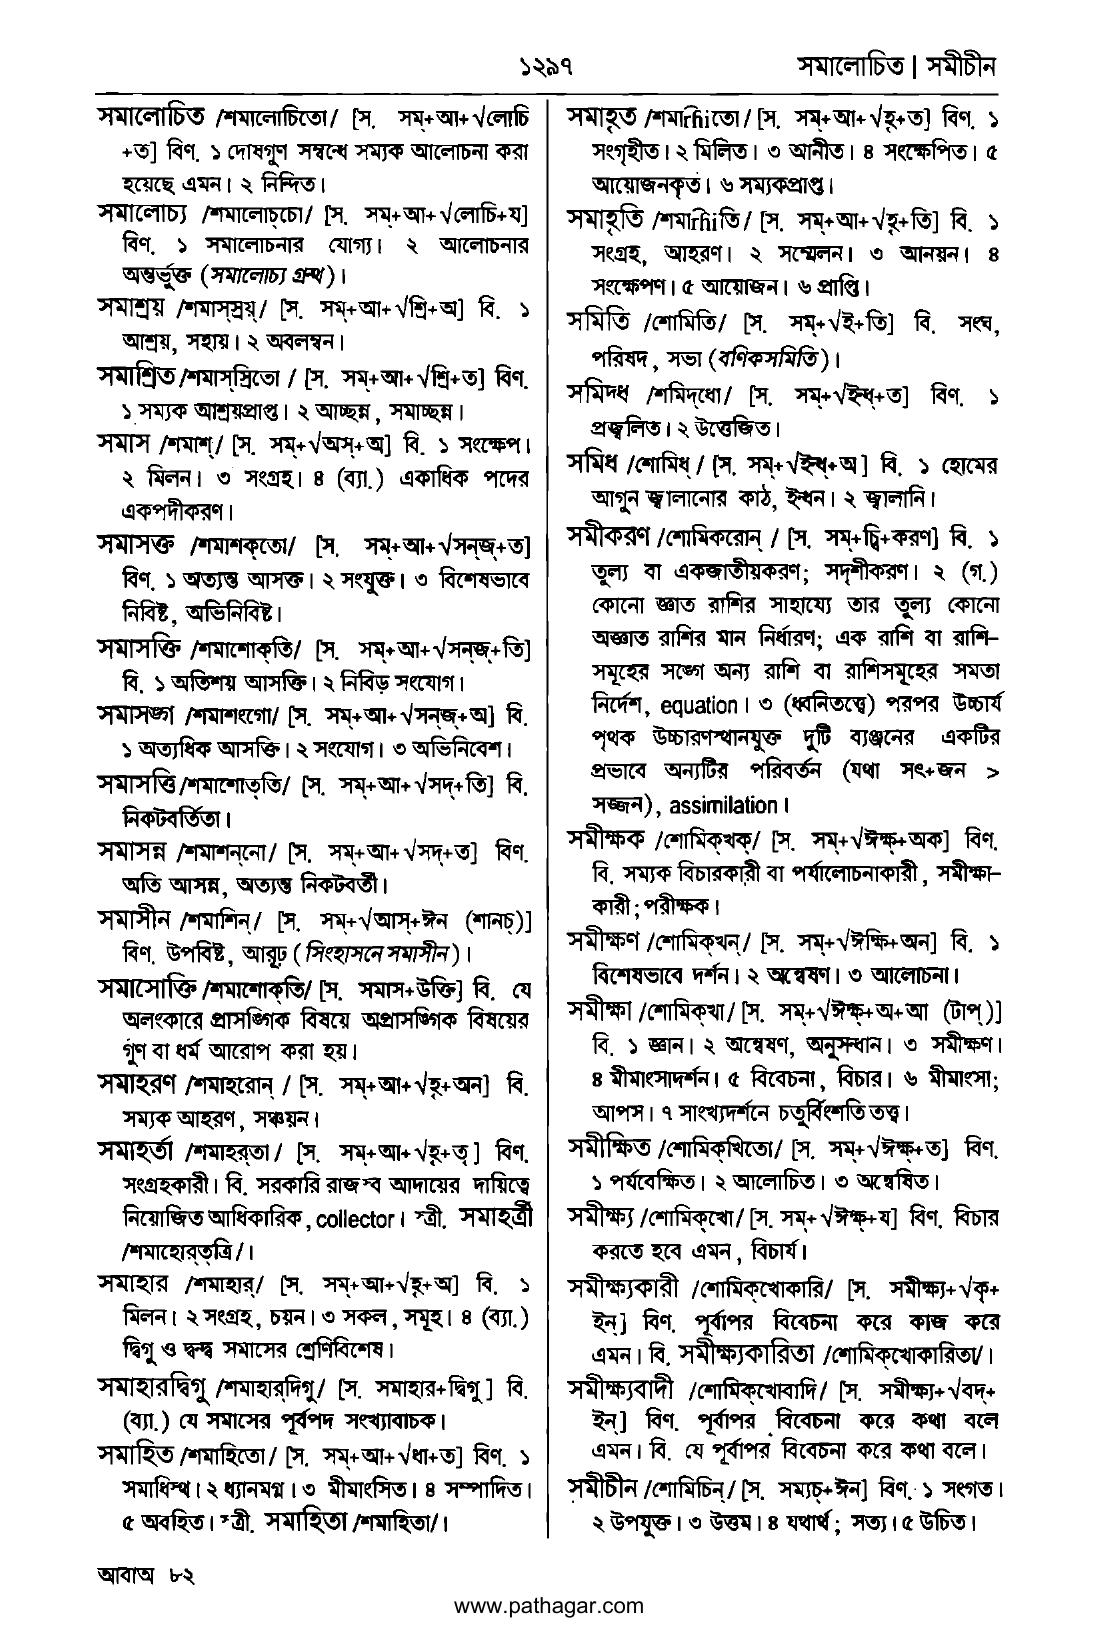 ১২৯৭
সমালোচিত | সমীচীন
সমালোচিত /শমালোচিতো/ [স. সম্+আ+√লোচি
+ত] বিণ. ১ দোষগুণ সম্বন্ধে সম্যক আলোচনা করা
হয়েছে এমন। ২ নিন্দিত।
সমালোচ্য /শমালোচ্‌চো/ [স. সম্+আ+√লোচি+য]
বিণ. ১ সমালোচনার যোগ্য। ২ আলোচনার
অন্তর্ভুক্ত (সমালোচ্য গ্রন্থ)।
সমাশ্রয় /শমাস্‌স্রয়্/ [স. সম্+আ+√শ্রি+অ] বি. ১
আশ্রয়, সহায়। ২ অবলম্বন।
সমাশ্রিত /শমাস্‌স্রিতো / [স. সম্+আ+√শ্রি+ত] বিণ.
১ সম্যক আশ্রয়প্রাপ্ত। ২ আচ্ছন্ন, সমাচ্ছন্ন।
সমাস /শমাশ্/ [স. সম্+√অস্+অ] বি. ১ সংক্ষেপ।
২ মিলন। ৩ সংগ্রহ। ৪ (ব্যা.) একাধিক পদের
একপদীকরণ।
সমাসক্ত /শমাশক্‌তো/ [স. সম্+আ+√সন্‌জ্+ত]
বিণ. ১ অত্যন্ত আসক্ত। ২ সংযুক্ত। ৩ বিশেষভাবে
নিবিষ্ট, অভিনিবিষ্ট।
সমাসক্তি /শমাশোক্‌তি/ [স. সম্+আ+√সন্‌জ্+তি]
বি. ১ অতিশয় আসক্তি। ২ নিবিড় সংযোগ।
সমাসঙ্গ /শমাশংগো/ [স. সম্+আ+√সন্‌জ্+অ] বি.
১ অত্যধিক আসক্তি। ২ সংযোগ। ৩ অভিনিবেশ।
সমাসত্তি /শমাশোত্‌তি/ [স. সম্+আ+√সদ্+তি] বি.
নিকটবর্তিতা।
সমাসন্ন /শমাশন্‌নো/ [স. সম্+আ+√সদ্+ত] বিণ.
অতি আসন্ন, অত্যন্ত নিকটবর্তী।
সমাসীন /শমাশিন্/ [স. সম্+√আস্+ঈন (শানচ্)]
বিণ. উপবিষ্ট, আরূঢ় (সিংহাসনে সমাসীন)।
সমাসোক্তি /শমাশোক্‌তি/ [স. সমাস+উক্তি] বি. যে
অলংকারে প্রাসঙ্গিক বিষয়ে অপ্রাসঙ্গিক বিষয়ের
গুণ বা ধর্ম আরোপ করা হয়।
সমাহরণ /শমাহরোন্ / [স. সম্+আ+√হৃ+অন] বি.
সম্যক আহরণ, সঞ্চয়ন।
সমাহর্তা /শমাহর্‌তা / [স. সম্+আ+√হৃ+তৃ] বিণ.
সংগ্রহকারী। বি. সরকারি রাজস্ব আদায়ের দায়িত্বে
নিয়োজিত আধিকারিক, collector। স্ত্রী. সমাহর্ত্রী
/শমাহোর্‌ত্‌ত্রি/।
সমাহার /শমাহার্/ [স. সম্+আ+√হৃ+অ] বি. ১
মিলন। ২ সংগ্রহ, চয়ন। ৩ সকল, সমূহ। ৪ (ব্যা.)
দ্বিগু ও দ্বন্দ্ব সমাসের শ্রেণিবিশেষ।
সমাহারদ্বিগু /শমাহার্‌দিগু/ [স. সমাহার+দ্বিগু] বি.
(ব্যা.) যে সমাসের পূর্বপদ সংখ্যাবাচক।
সমাহিত /শমাহিতো/ [স. সম্+আ+√ধা+ত] বিণ. ১
সমাধিস্থ। ২ ধ্যানমগ্ন। ৩ মীমাংসিত। ৪ সম্পাদিত।
৫ অবহিত। স্ত্রী. সমাহিতা /শমাহিতা/।
সমাহৃত /শমাrhiতো/ [স. সম্+আ+√হৃ+ত] বিণ. ১
সংগৃহীত। ২ মিলিত। ৩ আনীত। ৪ সংক্ষেপিত। ৫
আয়োজনকৃত। ৬ সম্যকপ্রাপ্ত।
সমাহৃতি /শমাrhiতি/ [স. সম্+আ+√হৃ+তি] বি. ১
সংগ্রহ, আহরণ। ২ সম্মেলন। ৩ আনয়ন। ৪
সংক্ষেপণ। ৫ আয়োজন। ৬ প্রাপ্তি।
সমিতি /শোমিতি/ [স. সম্+√ই+তি] বি. সংঘ,
পরিষদ, সভা (বণিকসমিতি)।
সমিদ্ধ /শমিদ্‌ধো/ [স. সম্+√ইন্ধ্+ত] বিণ. ১
প্রজ্বলিত। ২ উত্তেজিত।
সমিধ /শোমিধ্/ [স. সম্+√ইন্ধ্+অ] বি. ১ হোমের
আগুন জ্বালানোর কাঠ, ইন্ধন। ২ জ্বালানি।
সমীকরণ /শোমিকরোন্ / [স. সম্+চ্বি+করণ] বি. ১
তুল্য বা একজাতীয়করণ; সদৃশীকরণ। ২ (গ.)
কোনো জ্ঞাত রাশির সাহায্যে তার তুল্য কোনো
অজ্ঞাত রাশির মান নির্ধারণ; এক রাশি বা রাশি–
সমূহের সঙ্গে অন্য রাশি বা রাশিসমূহের সমতা
নির্দেশ, equation। ৩ (ধ্বনিতত্ত্বে) পরপর উচ্চার্য
পৃথক উচ্চারণস্থানযুক্ত দুটি ব্যঞ্জনের একটির
প্রভাবে অন্যটির পরিবর্তন (যথা সৎ+জন >
সজ্জন), assimilation।
সমীক্ষক /শোমিক্‌খক্/ [স. সম্+√ঈক্ষ্+অক] বিণ.
বি. সম্যক বিচারকারী বা পর্যালোচনাকারী, সমীক্ষা–
কারী; পরীক্ষক।
সমীক্ষণ /শোমিক্‌খন্/ [স. সম্+√ঈক্ষি+অন] বি. ১
বিশেষভাবে দর্শন। ২ অন্বেষণ। ৩ আলোচনা।
সমীক্ষা /শোমিক্‌খা/ [স. সম্+√ঈক্ষ্+অ+আ (টাপ্)]
বি. ১ জ্ঞান। ২ অন্বেষণ, অনুসন্ধান। ৩ সমীক্ষণ।
৪ মীমাংসাদর্শন। ৫ বিবেচনা, বিচার। ৬ মীমাংসা;
আপস। ৭ সাংখ্যদর্শনে চতুর্বিংশতি তত্ত্ব।
সমীক্ষিত /শোমিক্‌খিতো/ [স. সম্+√ঈক্ষ্+ত] বিণ.
১ পর্যবেক্ষিত। ২ আলোচিত। ৩ অন্বেষিত।
সমীক্ষ্য /শোমিক্‌খো/ [স. সম্+√ঈক্ষ্+য] বিণ. বিচার
করতে হবে এমন, বিচার্য।
সমীক্ষ্যকারী /শোমিক্‌খোকারি/ [স. সমীক্ষ্য+√কৃ+
ইন্] বিণ. পূর্বাপর বিবেচনা করে কাজ করে
এমন। বি. সমীক্ষ্যকারিতা /শোমিক্‌খোকারিতা/।
সমীক্ষ্যবাদী /শোমিক্‌খোবাদি/ [স. সমীক্ষ্য+√বদ্+
ইন্] বিণ. পূর্বাপর বিবেচনা করে কথা বলে
এমন। বি. যে পূর্বাপর বিবেচনা করে কথা বলে।
সমীচীন /শোমিচিন্/ [স. সম্যচ্+ঈন] বিণ. ১ সংগত।
২ উপযুক্ত। ৩ উত্তম। ৪ যথার্থ; সত্য। ৫ উচিত।
আবাঅ ৮২
www.pathagar.com